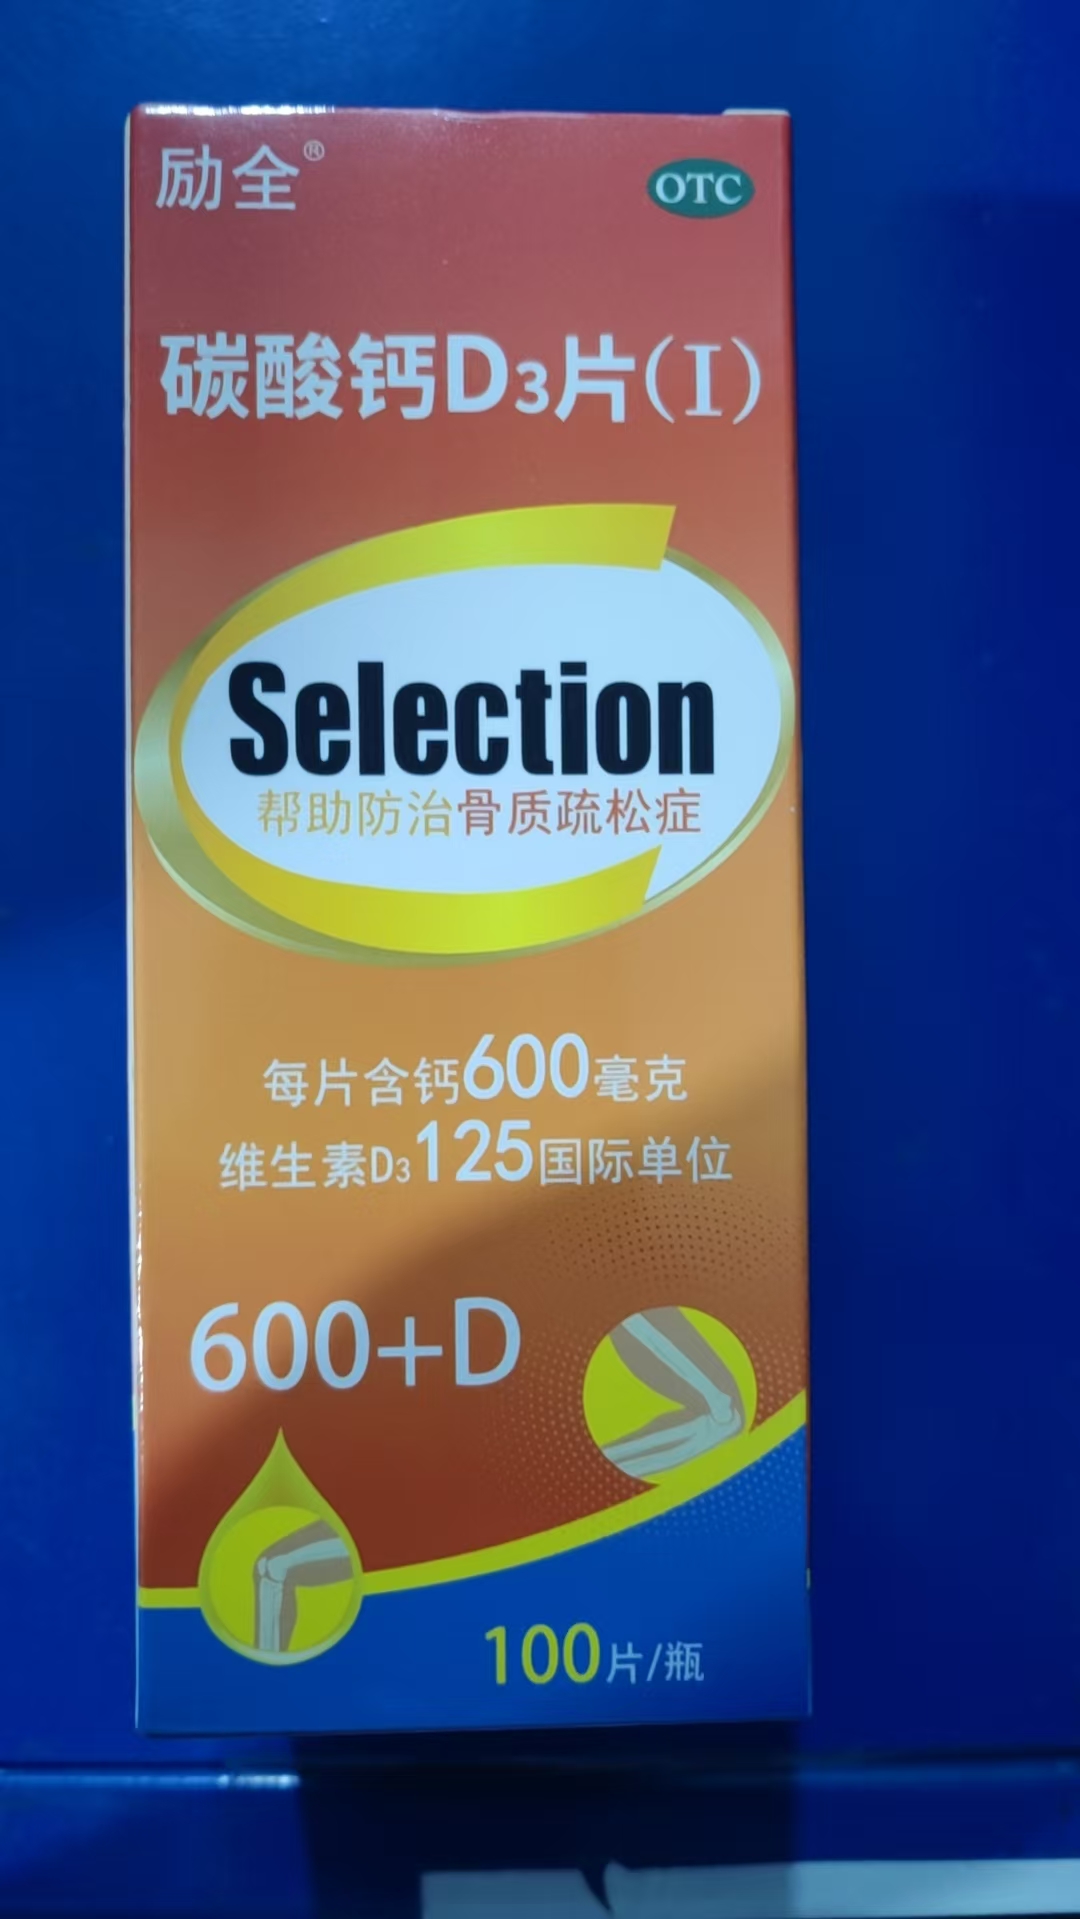 励全®
OTC
碳酸钙D3片(I)
Selection
帮助防治骨质疏松症
每片含钙600毫克
维生素D3125国际单位
600+D
100片/瓶